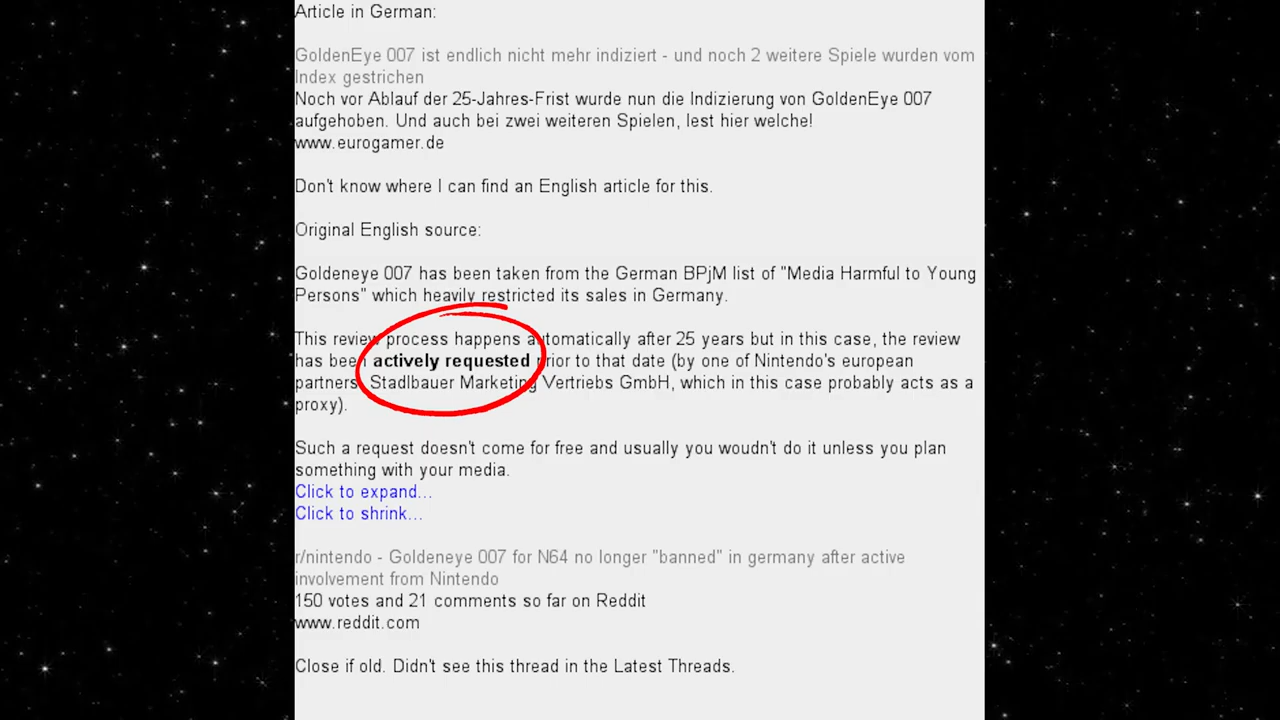 Article in German:
GoldenEye 007 ist endlich nicht mehr indiziert - und noch 2 weitere Spiele wurden vom
Index gestrichen
Noch vor Ablauf der 25-Jahres-Frist wurde nun die Indizierung von GoldenEye 007
aufgehoben. Und auch bei zwei weiteren Spielen, lest hier welche!
www.eurogamer.de
Don't know where I can find an English article for this.
Original English source:
Goldeneye 007 has been taken from the German BPjM list of "Media Harmful to Young
Persons" which heavily restricted its sales in Germany.
This review process happens automatically after 25 years but in this case, the review
has been actively requested prior to that date (by one of Nintendo's european
partners, Stadlbauer Marketing Vertriebs GmbH, which in this case probably acts as a
proxy).
Such a request doesn't come for free and usually you woudn't do it unless you plan
something with your media.
Click to expand...
Click to shrink...
r/nintendo - Goldeneye 007 for N64 no longer "banned" in germany after active
involvement from Nintendo
150 votes and 21 comments so far on Reddit
www.reddit.com
Close if old. Didn't see this thread in the Latest Threads.